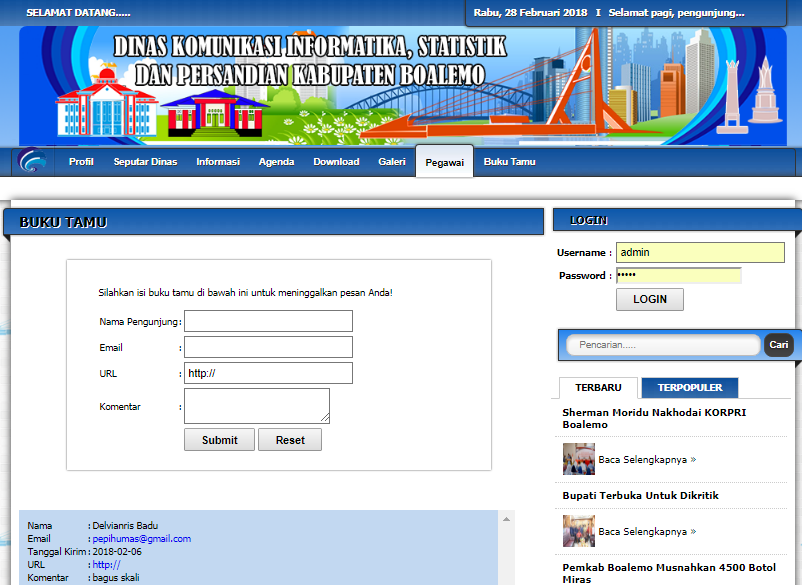 SELAMAT DATANG.....
Rabu, 28 Februari 2018 I Selamat pagi, pengunjung...
DINAS KOMUNIKASI INFORMATIKA, STATISTIK
DAN PERSANDIAN KABUPATEN BOALEMO
Profil Seputar Dinas Informasi Agenda Download Galeri Pegawai Buku Tamu
BUKU TAMU
Silahkan isi buku tamu di bawah ini untuk meninggalkan pesan Anda!
Nama Pengunjung:
Email :
URL : http://
Komentar :
Submit Reset
Nama : Delvianris Badu
Email : pepihumas@gmail.com
Tanggal Kirim : 2018-02-06
URL : http://
Komentar : bagus skali
LOGIN
Username : admin
Password : •••••
LOGIN
Pencarian..... Cari
TERBARU TERPOPULER
Sherman Moridu Nakhodai KORPRI
Boalemo
Baca Selengkapnya »
Bupati Terbuka Untuk Dikritik
Baca Selengkapnya »
Pemkab Boalemo Musnahkan 4500 Botol
Miras